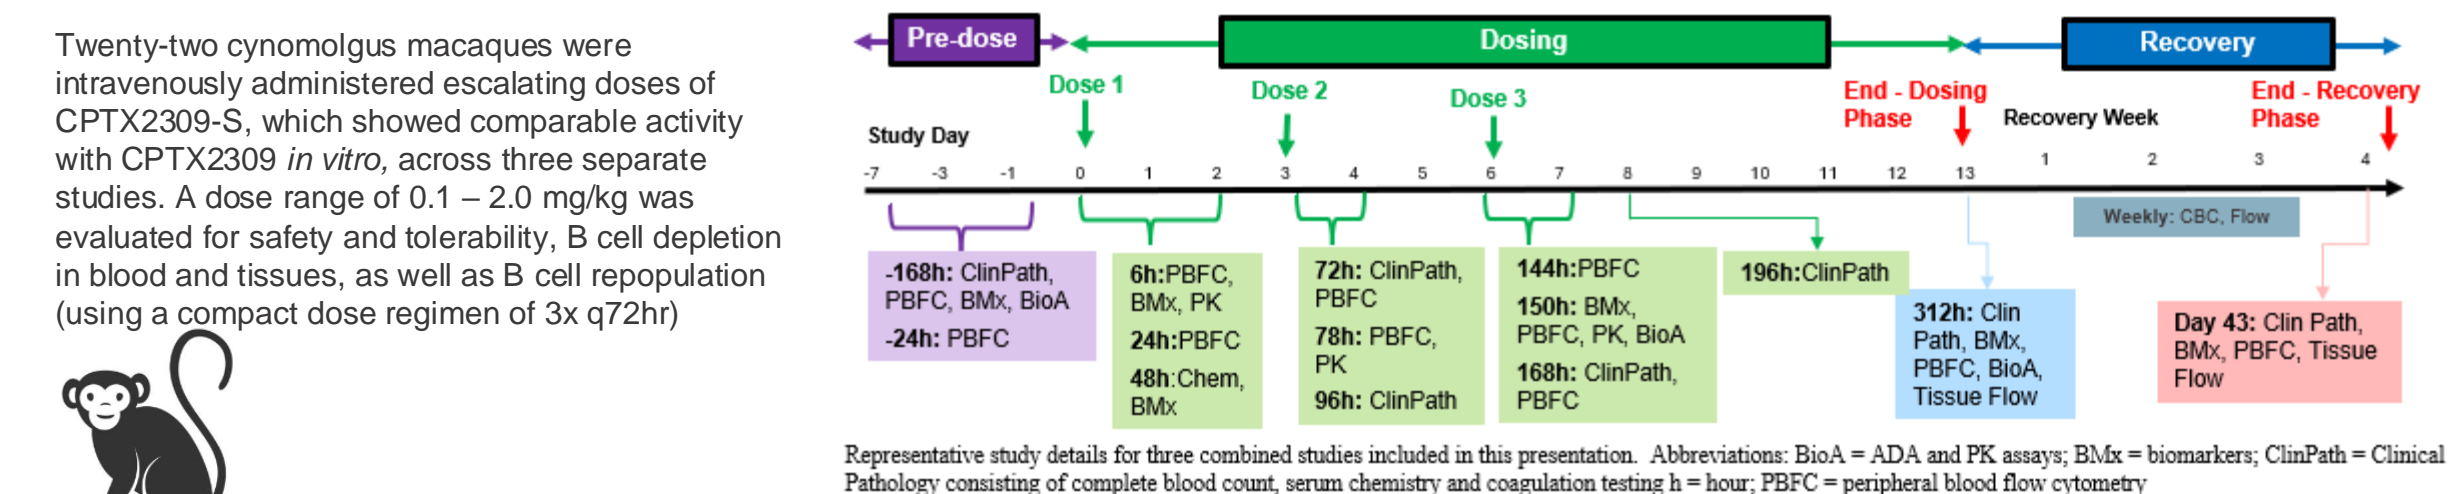 Twenty-two cynomolgus macaques were
intravenously administered escalating doses of
CPTX2309-S, which showed comparable activity
with CPTX2309 in vitro, across three separate
studies. A dose range of 0.1 – 2.0 mg/kg was
evaluated for safety and tolerability, B cell depletion
in blood and tissues, as well as B cell repopulation
(using a compact dose regimen of 3x q72hr)
Pre-dose
Dosing
Recovery
Dose 1
Dose 2
Dose 3
End - Dosing
Phase
End - Recovery
Phase
Study Day
Recovery Week
-7 -3 -1 0 1 2 3 4 5 6 7 8 9 10 11 12 13 1 2 3 4
Weekly: CBC, Flow
-168h: ClinPath,
PBFC, BMx, BioA
-24h: PBFC
6h:PBFC,
BMx, PK
24h:PBFC
48h:Chem,
BMx
72h: ClinPath,
PBFC
78h: PBFC,
PK
96h: ClinPath
144h:PBFC
150h: BMx,
PBFC, PK, BioA
168h: ClinPath,
PBFC
196h:ClinPath
312h: Clin
Path, BMx,
PBFC, BioA,
Tissue Flow
Day 43: Clin Path,
BMx, PBFC, Tissue
Flow
Representative study details for three combined studies included in this presentation. Abbreviations: BioA = ADA and PK assays; BMx = biomarkers; ClinPath = Clinical
Pathology consisting of complete blood count, serum chemistry and coagulation testing h = hour; PBFC = peripheral blood flow cytometry